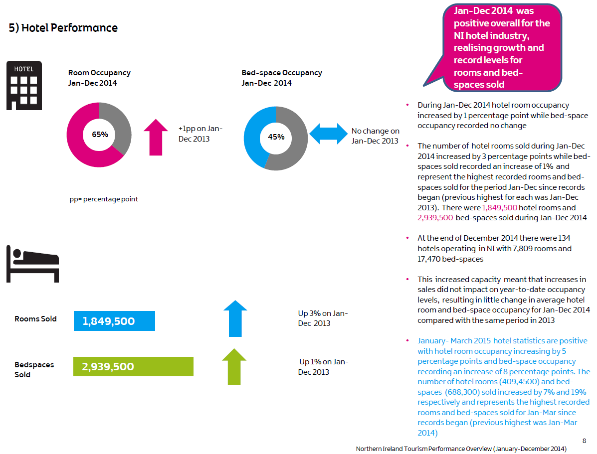 5) Hotel Performance
Jan-Dec 2014 was
positive overall for the
NI hotel industry,
realising growth and
record levels for
rooms and bed-
spaces sold
HOTEL
Room Occupancy
Jan-Dec 2014
65%
+1pp on Jan-
Dec 2013
Bed-space Occupancy
Jan-Dec 2014
45%
No change on
Jan-Dec 2013
pp= percentage point
Rooms Sold
1,849,500
Up 3% on Jan-
Dec 2013
Bedspaces
Sold
2,939,500
Up 1% on Jan-
Dec 2013
• During Jan-Dec 2014 hotel room occupancy
increased by 1 percentage point while bed-space
occupancy recorded no change
• The number of hotel rooms sold during Jan-Dec
2014 increased by 3 percentage points while bed-
spaces sold recorded an increase of 1% and
represent the highest recorded rooms and bed-
spaces sold for the period Jan-Dec since records
began (previous highest for each was Jan-Dec
2013). There were 1,849,500 hotel rooms and
2,939,500 bed-spaces sold during Jan-Dec 2014
• At the end of December 2014 there were 134
hotels operating in NI with 7,809 rooms and
17,470 bed-spaces
• This increased capacity meant that increases in
sales did not impact on year-to-date occupancy
levels, resulting in little change in average hotel
room and bed-space occupancy for Jan-Dec 2014
compared with the same period in 2013
• January- March 2015 hotel statistics are positive
with hotel room occupancy increasing by 5
percentage points and bed-space occupancy
recording an increase of 8 percentage points. The
number of hotel rooms (409,4500) and bed
spaces (688,300) sold increased by 7% and 19%
respectively and represents the highest recorded
rooms and bed-spaces sold for Jan-Mar since
records began (previous highest was Jan-Mar
2014)
8
Northern Ireland Tourism Performance Overview (January-December 2014)